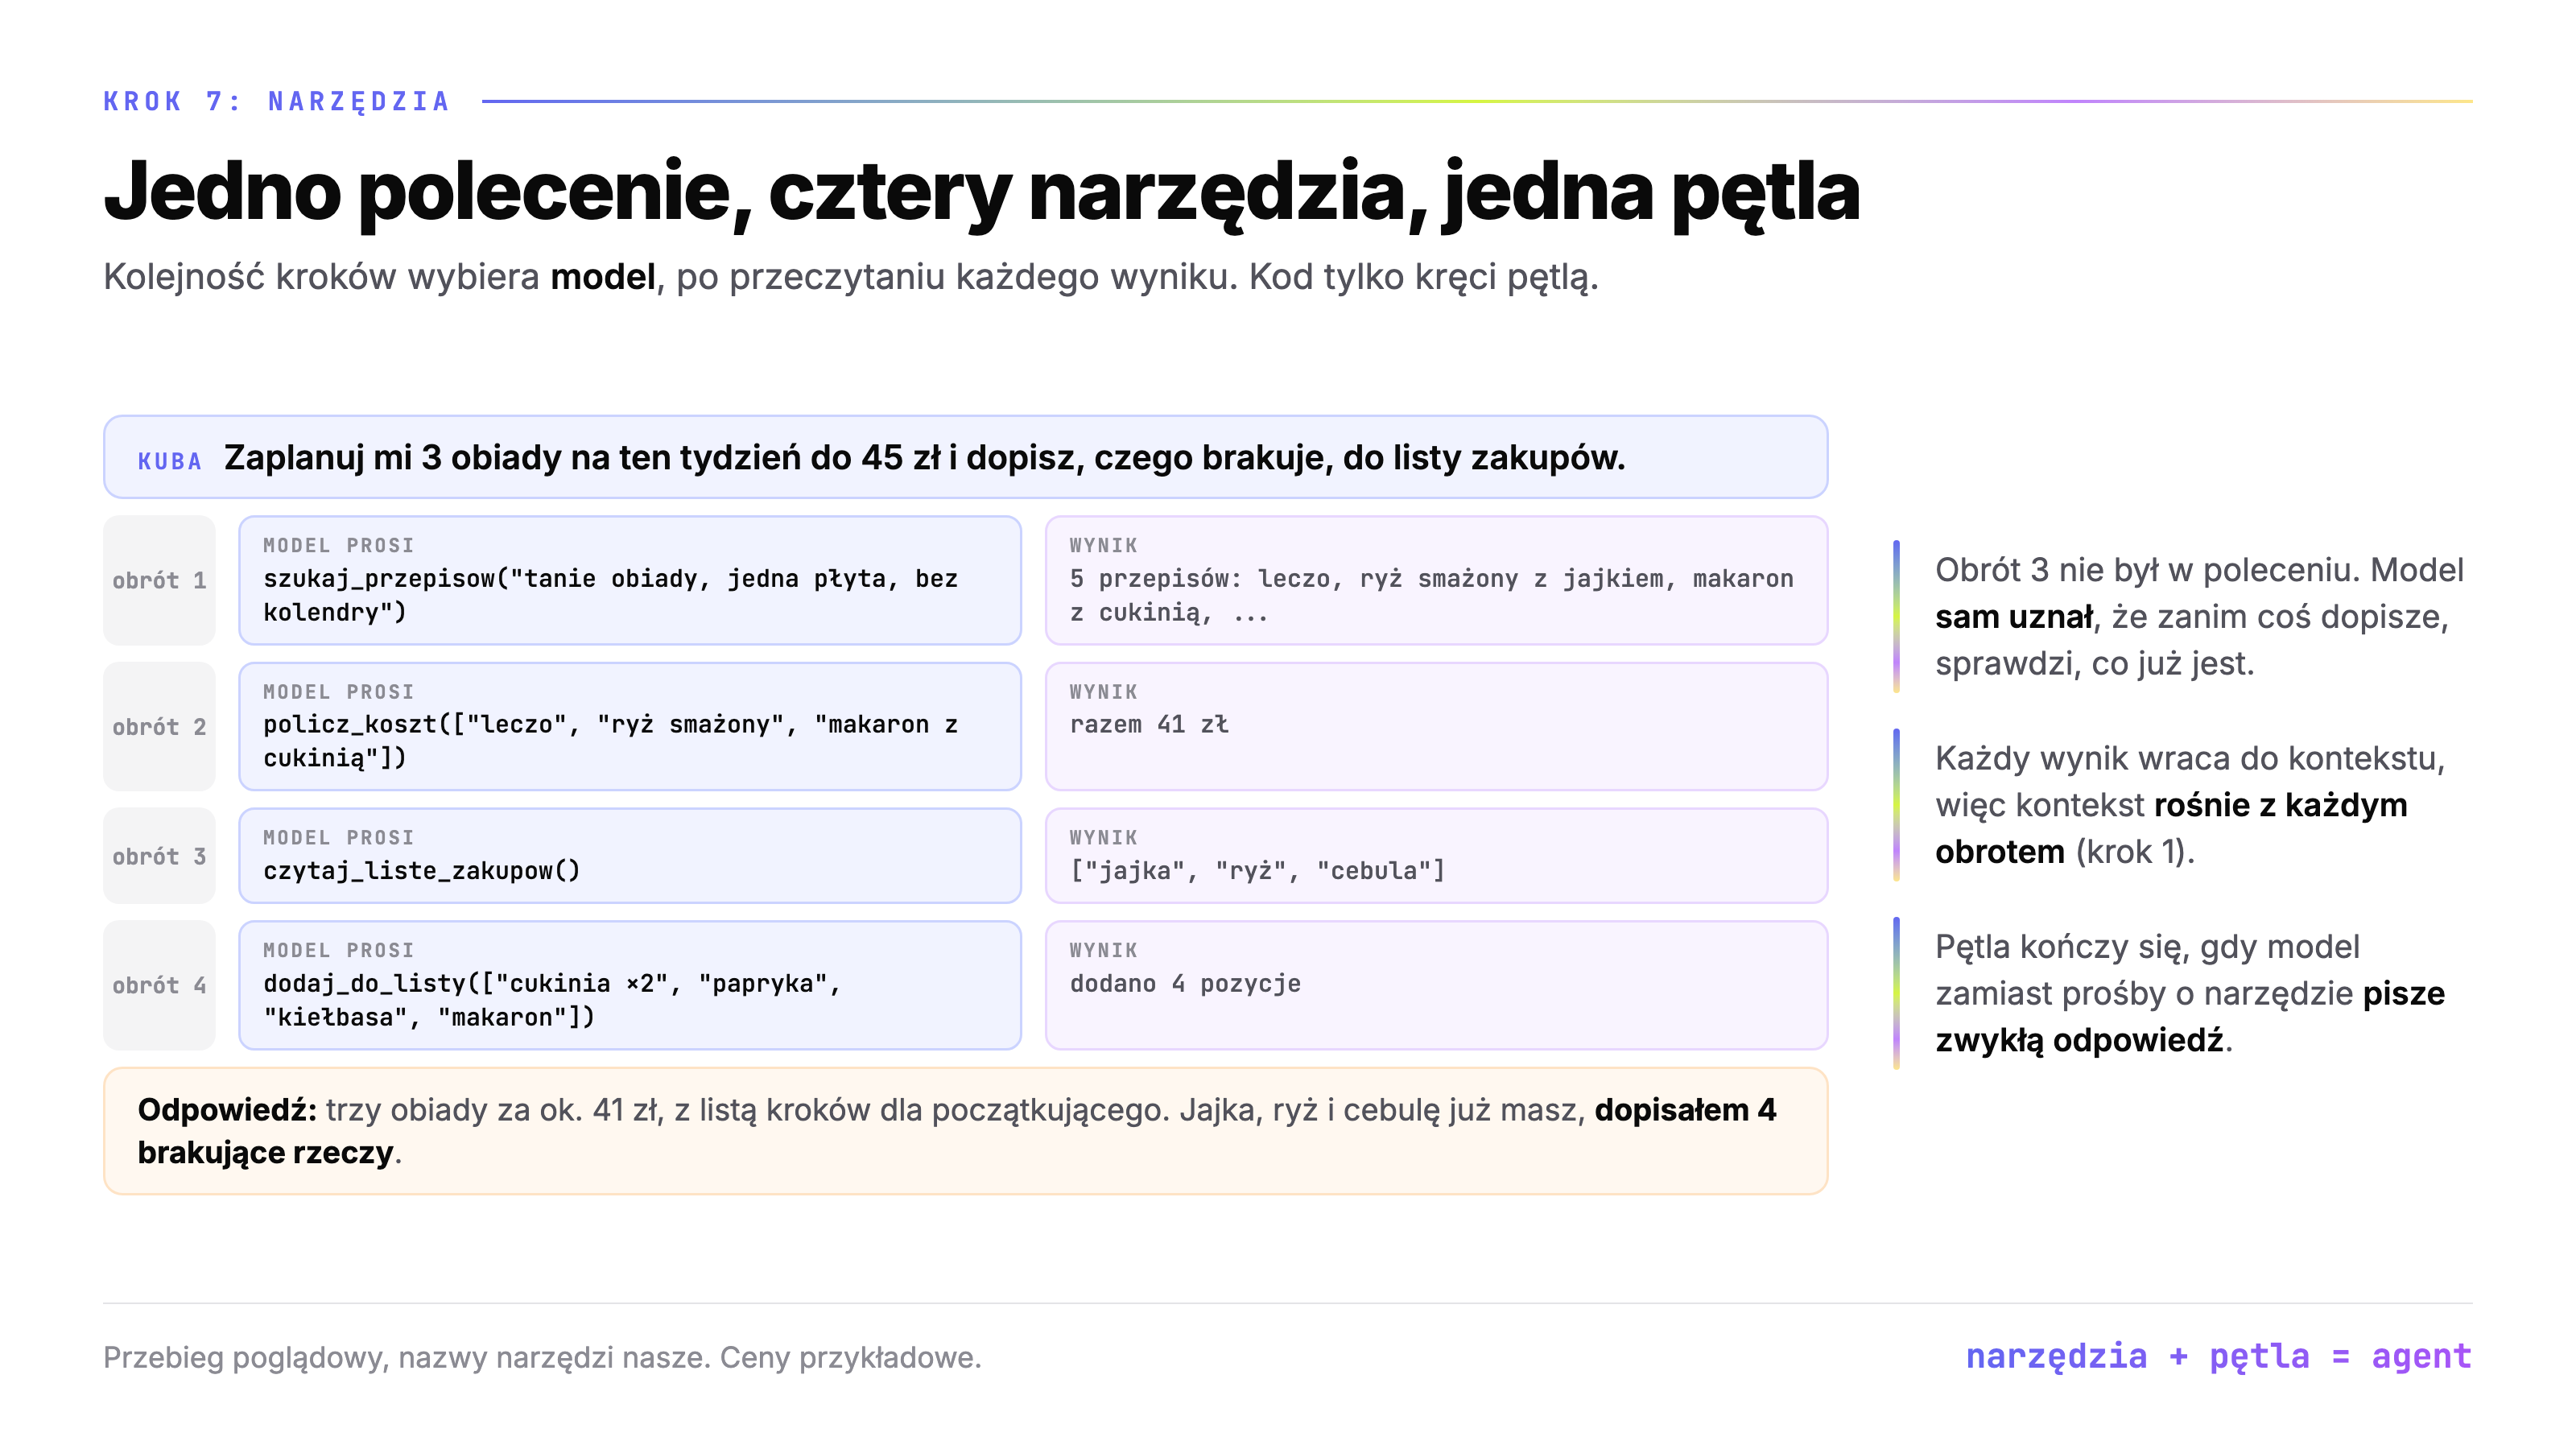 KROK 7: NARZĘDZIA
Jedno polecenie, cztery narzędzia, jedna pętla
Kolejność kroków wybiera model, po przeczytaniu każdego wyniku. Kod tylko kręci pętlą.
KUBA Zaplanuj mi 3 obiady na ten tydzień do 45 zł i dopisz, czego brakuje, do listy zakupów.
obrót 1
MODEL PROSI
szukaj_przepisow("tanie obiady, jedna płyta, bez
kolendry")
WYNIK
5 przepisów: leczo, ryż smażony z jajkiem, makaron
z cukinią, ...
obrót 2
MODEL PROSI
policz_koszt(["leczo", "ryż smażony", "makaron z
cukinią"])
WYNIK
razem 41 zł
obrót 3
MODEL PROSI
czytaj_liste_zakupow()
WYNIK
["jajka", "ryż", "cebula"]
obrót 4
MODEL PROSI
dodaj_do_listy(["cukinia ×2", "papryka",
"kiełbasa", "makaron"])
WYNIK
dodano 4 pozycje
Odpowiedź: trzy obiady za ok. 41 zł, z listą kroków dla początkującego. Jajka, ryż i cebulę już masz, dopisałem 4
brakujące rzeczy.
Obrót 3 nie był w poleceniu. Model
sam uznał, że zanim coś dopisze,
sprawdzi, co już jest.
Każdy wynik wraca do kontekstu,
więc kontekst rośnie z każdym
obrotem (krok 1).
Pętla kończy się, gdy model
zamiast prośby o narzędzie pisze
zwykłą odpowiedź.
Przebieg poglądowy, nazwy narzędzi nasze. Ceny przykładowe.
narzędzia + pętla = agent